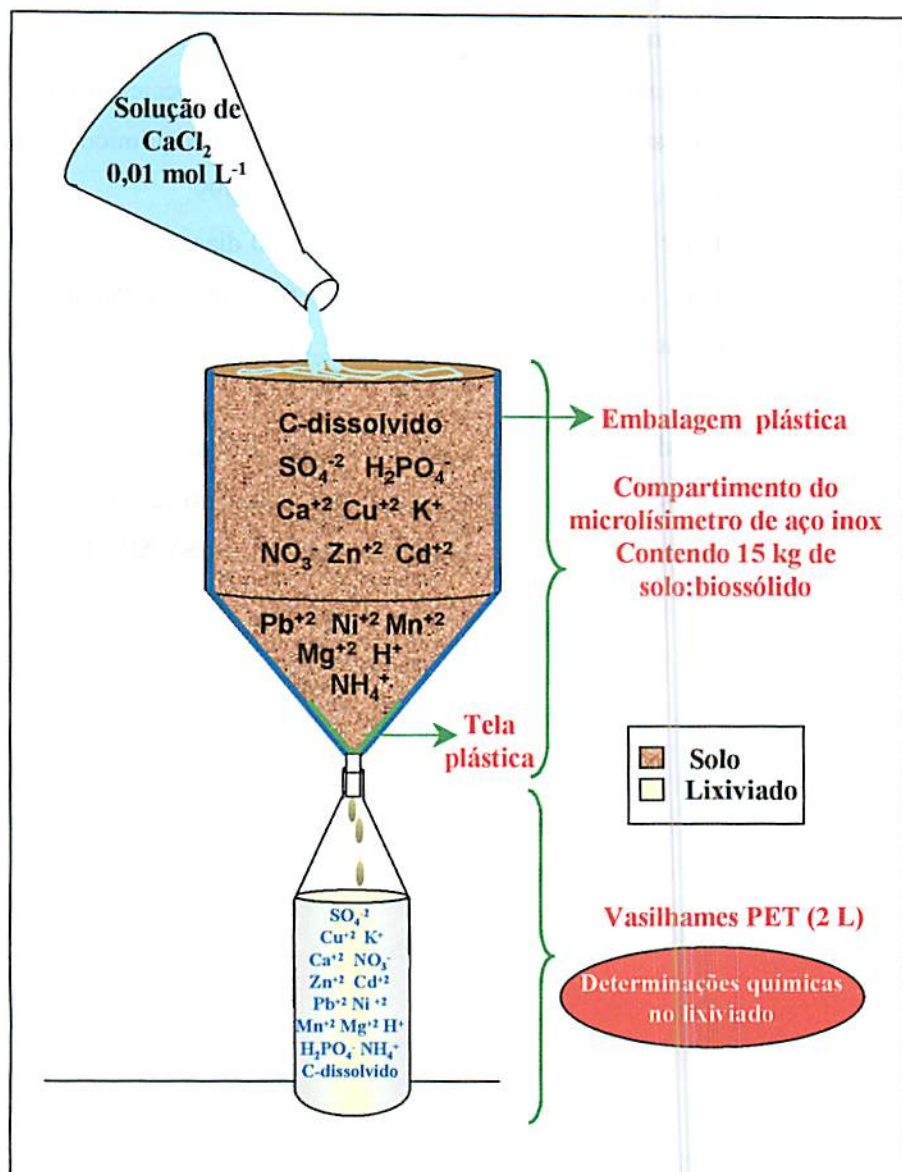 Solução de
CaCl₂
0,01 mol L⁻¹
C-dissolvido
SO₄⁻² H₂PO₄⁻
Ca⁺² Cu⁺² K⁺
NO₃⁻ Zn⁺² Cd⁺²
Pb⁺² Ni⁺² Mn⁺²
Mg⁺² H⁺
NH₄⁺
Embalagem plástica
Compartimento do
microlísimetro de aço inox
Contendo 15 kg de
solo:biossólido
Tela
plástica
Solo
Lixiviado
SO₄⁻²
Cu⁺² K⁺
Ca⁺² NO₃⁻
Zn⁺² Cd⁺²
Pb⁺² Ni⁺²
Mn⁺² Mg⁺² H⁺
H₂PO₄⁻ NH₄⁺
C-dissolvido
Vasilhames PET (2 L)
Determinações químicas
no lixiviado